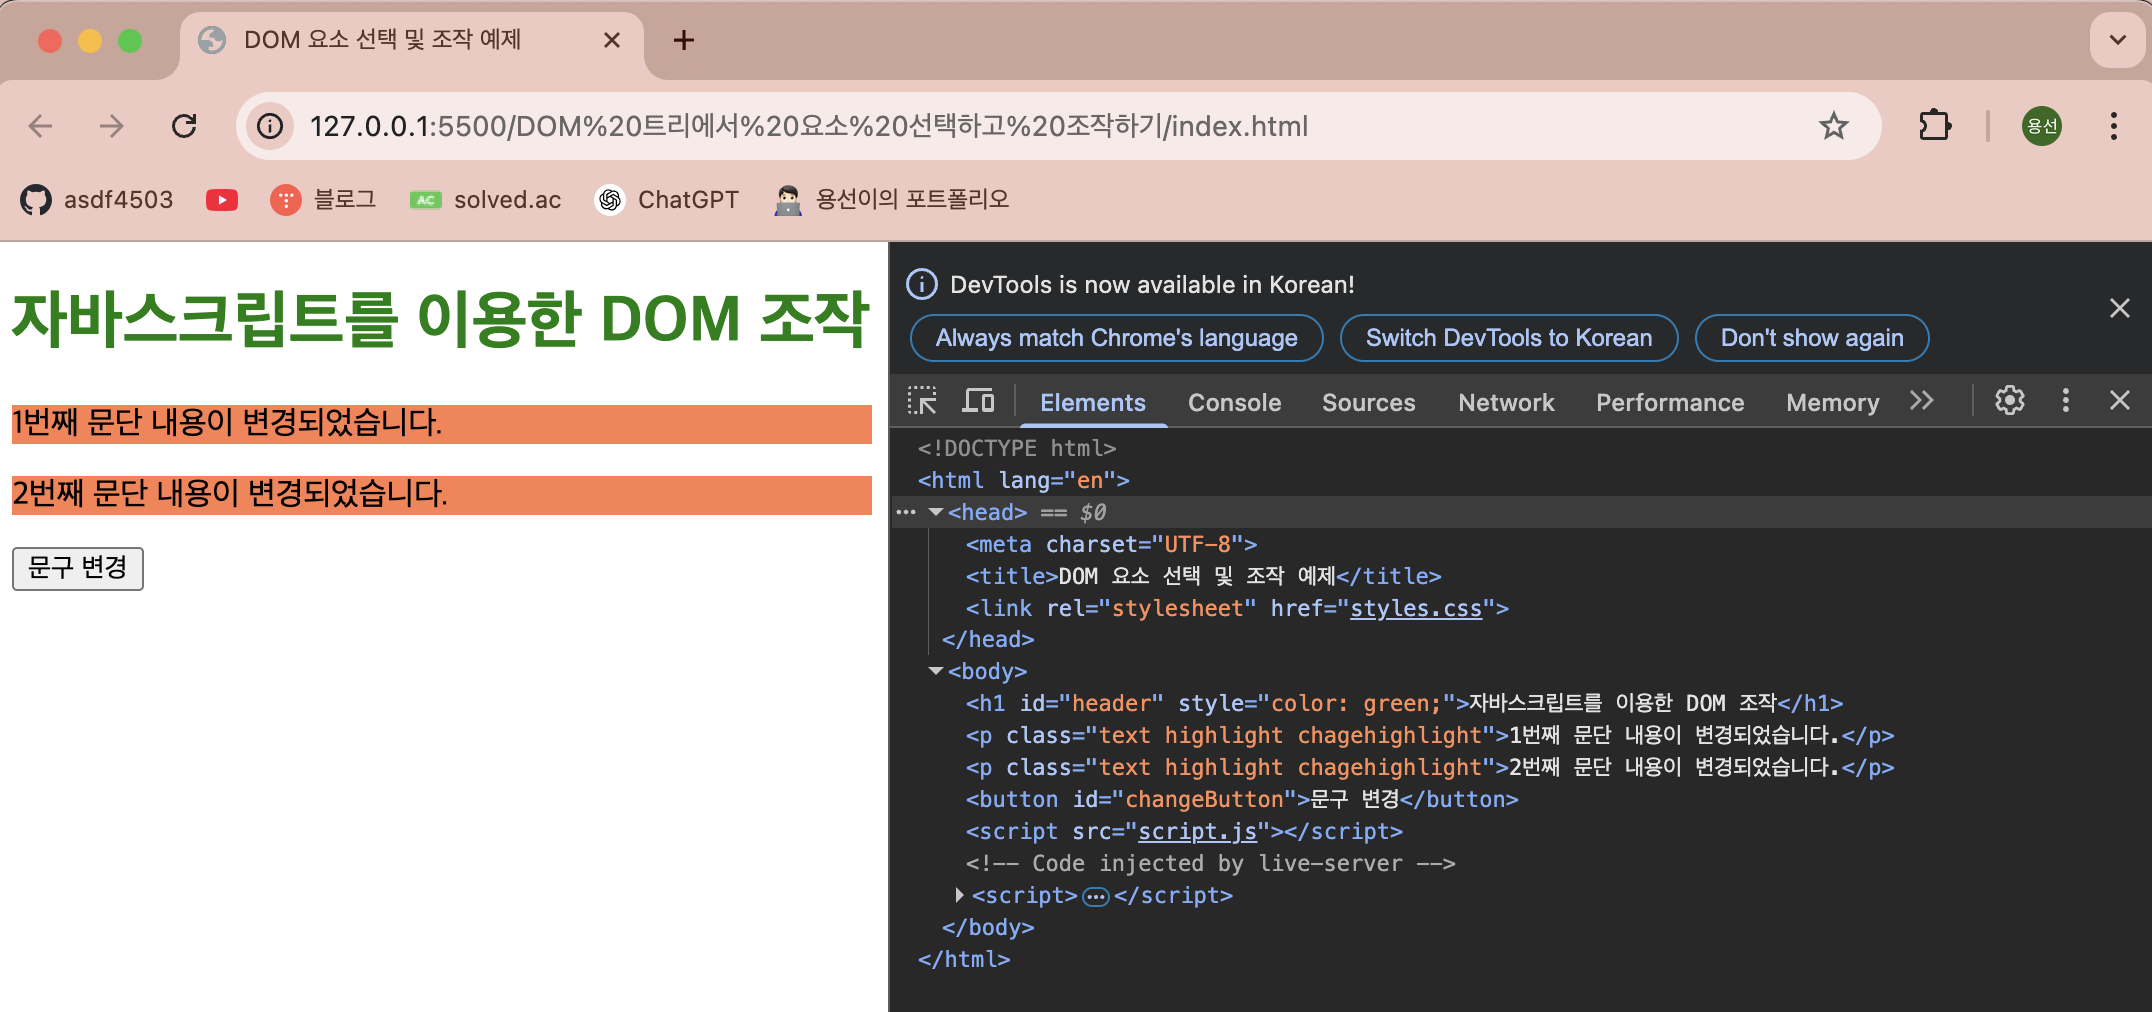 DOM 요소 선택 및 조작 예제
127.0.0.1:5500/DOM%20트리에서%20요소%20선택하고%20조작하기/index.html
용선
asdf4503 블로그 AC solved.ac ChatGPT 용선이의 포트폴리오
자바스크립트를 이용한 DOM 조작
1번째 문단 내용이 변경되었습니다.
2번째 문단 내용이 변경되었습니다.
문구 변경
DevTools is now available in Korean!
Always match Chrome's language Switch DevTools to Korean Don't show again
Elements Console Sources Network Performance Memory
<!DOCTYPE html>
<html lang="en">
<head> == $0
<meta charset="UTF-8">
<title>DOM 요소 선택 및 조작 예제</title>
<link rel="stylesheet" href="styles.css">
</head>
<body>
<h1 id="header" style="color: green;">자바스크립트를 이용한 DOM 조작</h1>
<p class="text highlight chagehighlight">1번째 문단 내용이 변경되었습니다.</p>
<p class="text highlight chagehighlight">2번째 문단 내용이 변경되었습니다.</p>
<button id="changeButton">문구 변경</button>
<script src="script.js"></script>
<!-- Code injected by live-server -->
<script>…</script>
</body>
</html>